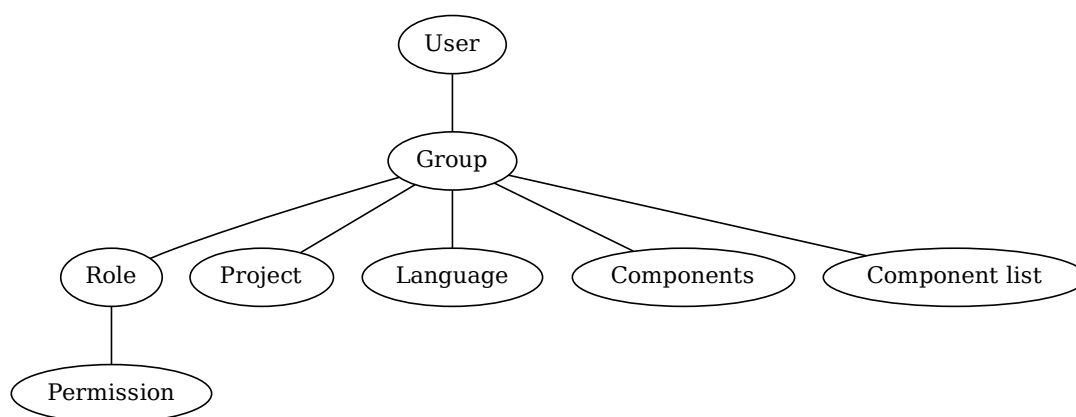 User
Group
Role
Project
Language
Components
Component list
Permission